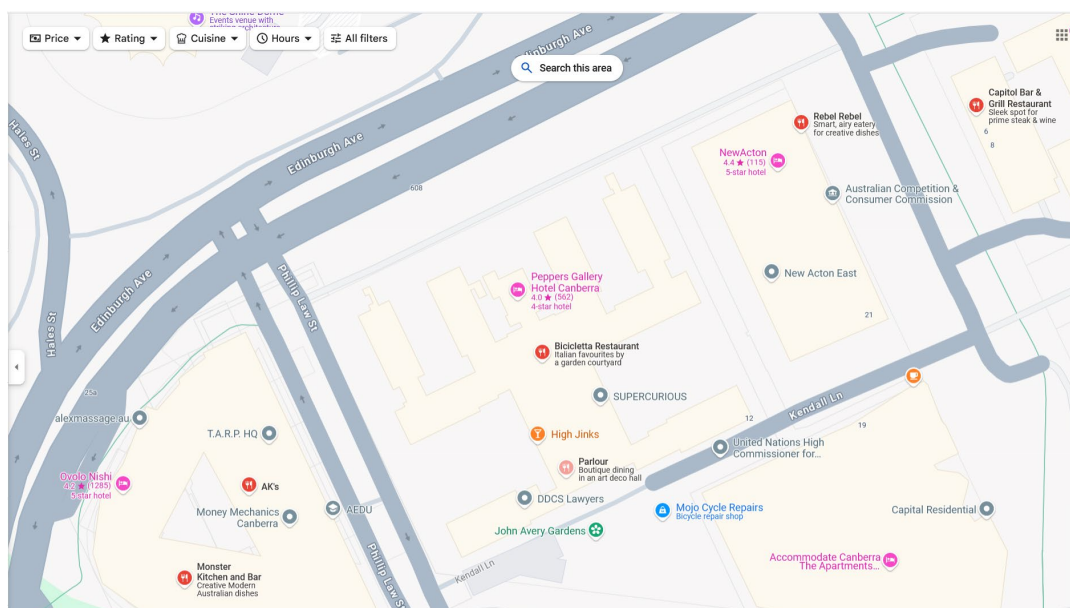 The Shine Dome
Events venue with
striking architecture
Price
Rating
Cuisine
Hours
All filters
Edinburgh Ave
Search this area
Hales St
Edinburgh Ave
608
Capitol Bar &
Grill Restaurant
Sleek spot for
prime steak & wine
6
8
Rebel Rebel
Smart, airy eatery
for creative dishes
NewActon
4.4 ★ (115)
5-star hotel
Australian Competition &
Consumer Commission
Edinburgh Ave
Hales St
Phillip Law St
Peppers Gallery
Hotel Canberra
4.0 ★ (562)
4-star hotel
New Acton East
21
Bicicletta Restaurant
Italian favourites by
a garden courtyard
SUPERCURIOUS
25a
alexmassage.au
T.A.R.P. HQ
High Jinks
12
Kendall Ln
19
United Nations High
Commissioner for...
Parlour
Boutique dining
in an art deco hall
Ovolo Nishi
4.2 ★ (1285)
5-star hotel
AK's
DDCS Lawyers
Money Mechanics
Canberra
AEDU
Mojo Cycle Repairs
Bicycle repair shop
Capital Residential
John Avery Gardens
Phillip Law St
Kendall Ln
Accommodate Canberra
The Apartments...
Monster
Kitchen and Bar
Creative Modern
Australian dishes